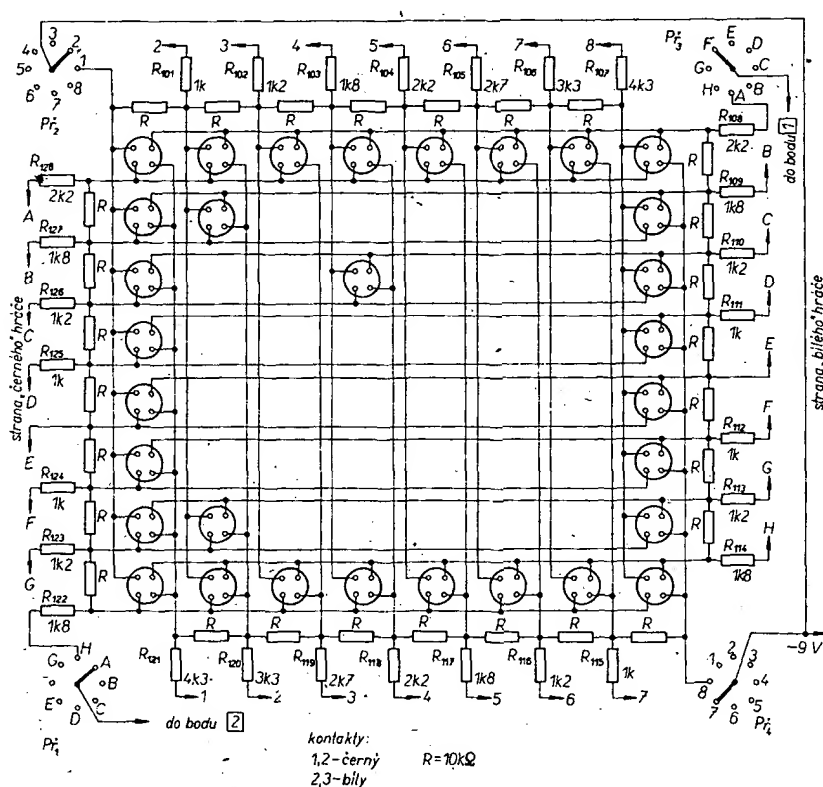 3
4 2
5 1
6 8
7
Př₂
2 3 4 5 6 7 8
R₁₀₁ R₁₀₂ R₁₀₃ R₁₀₄ R₁₀₅ R₁₀₆ R₁₀₇
1k 1k2 1k8 2k2 2k7 3k3 4k3
R R R R R R R
Př₃
E
F D
G C
H B
A
do bodu 1
R₁₀₈
2k2
B
R
R₁₀₉
1k8
C
R
R₁₁₀
1k2
D
R
R₁₁₁
1k
E
R
F
R
R₁₁₂
1k
G
R
R₁₁₃
1k2
H
R
R₁₁₄
1k8
R₁₂₈
2k2
A
R
R₁₂₇
1k8
B
R
R₁₂₆
1k2
C
R
R₁₂₅
1k
D
R
E
R
R₁₂₄
1k
F
R
R₁₂₃
1k2
G
R
R₁₂₂
1k8
strana „černého" hráče
strana „bílého" hráče
R R R R R R R
R₁₂₁ R₁₂₀ R₁₁₉ R₁₁₈ R₁₁₇ R₁₁₆ R₁₁₅
4k3 3k3 2k7 2k2 1k8 1k2 1k
1 2 3 4 5 6 7
H
G A
B
E C
D
Př₁
do bodu 2
-9 V
2
1 3
8 4
7 5
6
Př₄
kontakty:
1,2-černý R=10kΩ
2,3-bíly